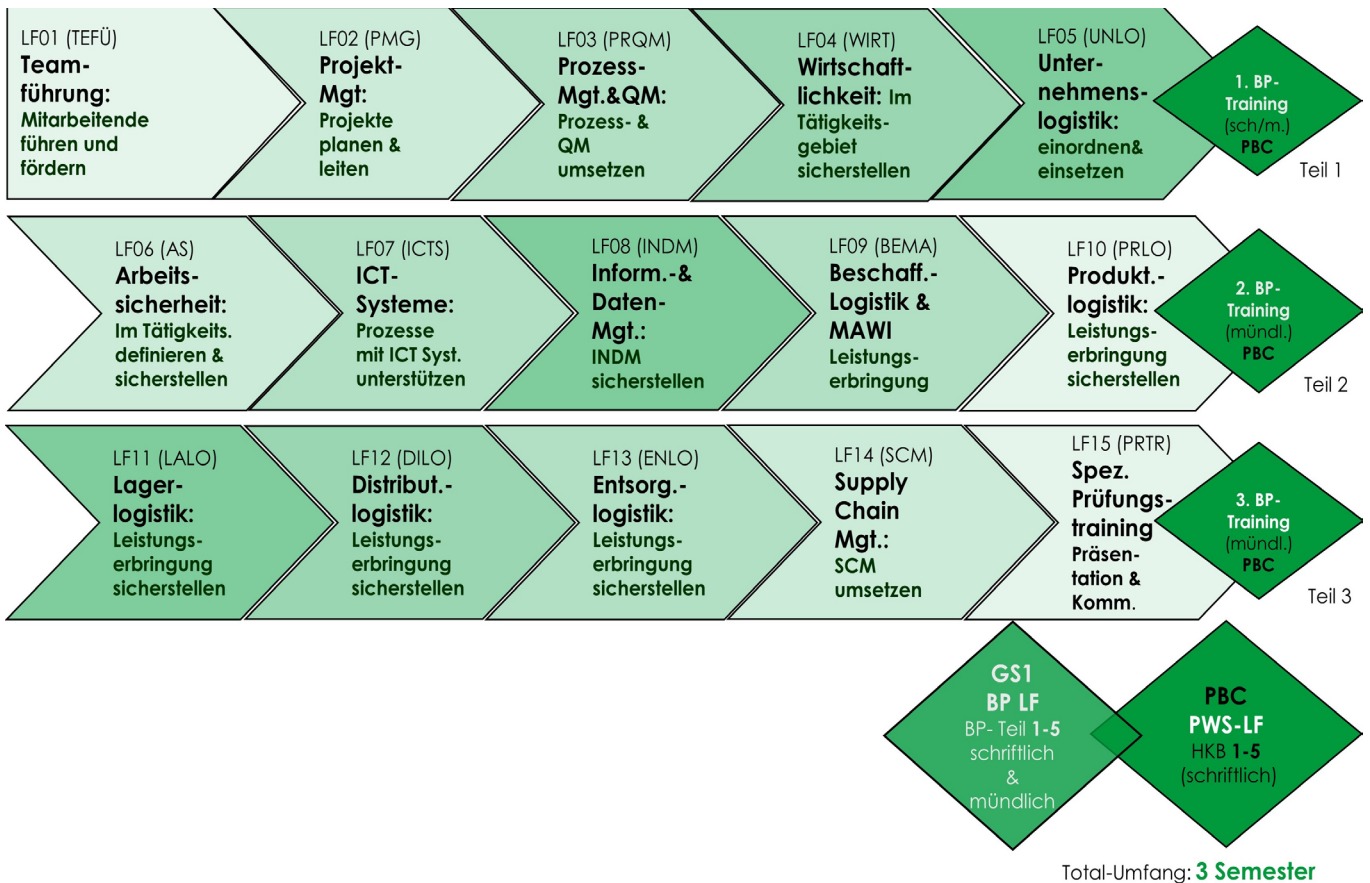 LF01 (TEFÜ)
Team-
führung:
Mitarbeitende
führen und
fördern
LF02 (PMG)
Projekt-
Mgt:
Projekte
planen &
leiten
LF03 (PRQM)
Prozess-
Mgt.&QM:
Prozess- &
QM
umsetzen
LF04 (WIRT)
Wirtschaft-
lichkeit: Im
Tätigkeits-
gebiet
sicherstellen
LF05 (UNLO)
Unter-
nehmens-
logistik:
einordnen&
einsetzen
1. BP-
Training
(sch/m.)
PBC
Teil 1
LF06 (AS)
Arbeits-
sicherheit:
Im Tätigkeits.
definieren &
sicherstellen
LF07 (ICTS)
ICT-
Systeme:
Prozesse
mit ICT Syst.
unterstützen
LF08 (INDM)
Inform.-&
Daten-
Mgt.:
INDM
sicherstellen
LF09 (BEMA)
Beschaff.-
Logistik &
MAWI
Leistungs-
erbringung
LF10 (PRLO)
Produkt.-
logistik:
Leistungs-
erbringung
sicherstellen
2. BP-
Training
(mündl.)
PBC
Teil 2
LF11 (LALO)
Lager-
logistik:
Leistungs-
erbringung
sicherstellen
LF12 (DILO)
Distribut.-
logistik:
Leistungs-
erbringung
sicherstellen
LF13 (ENLO)
Entsorg.-
logistik:
Leistungs-
erbringung
sicherstellen
LF14 (SCM)
Supply
Chain
Mgt.:
SCM
umsetzen
LF15 (PRTR)
Spez.
Prüfungs-
training
Präsen-
tation &
Komm.
3. BP-
Training
(mündl.)
PBC
Teil 3
GS1
BP LF
BP- Teil 1-5
schriftlich
&
mündlich
PBC
PWS-LF
HKB 1-5
(schriftlich)
Total-Umfang: 3 Semester